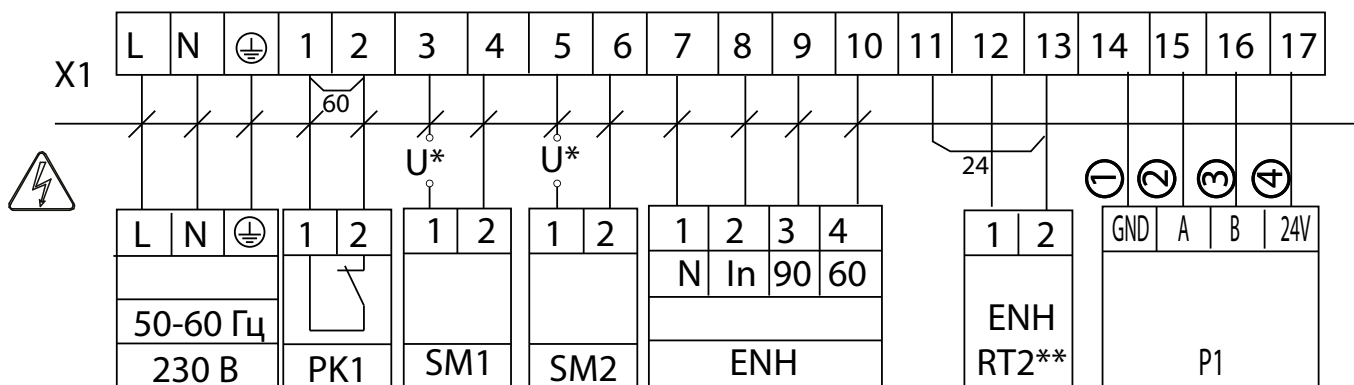 X1
L N 1 2 3 4 5 6 7 8 9 10 11 12 13 14 15 16 17
60
U* U* 24 1 2 3 4
L N 1 2 1 2 1 2 1 2 3 4 1 2 GND A B 24V
N In 90 60
50-60 Гц
230 В
PK1
SM1
SM2
ENH
ENH
RT2**
P1